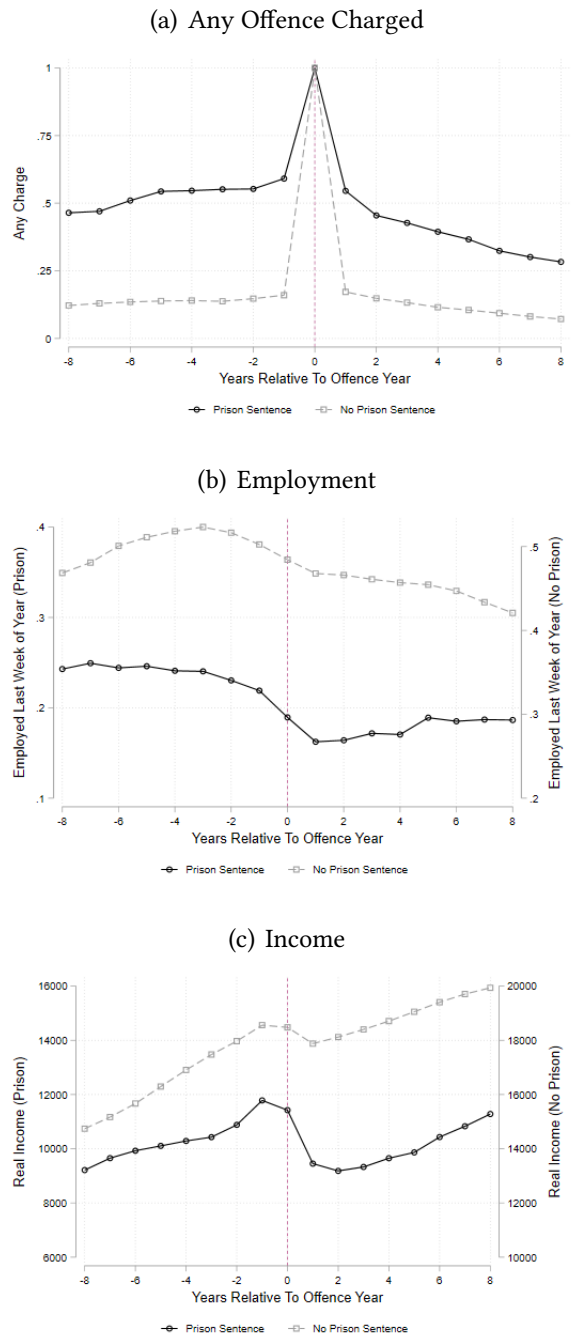 (a) Any Offence Charged
1
.75
.5
.25
0
Any Charge
-8 -6 -4 -2 0 2 4 6 8
Years Relative To Offence Year
Prison Sentence No Prison Sentence
(b) Employment
.4
.3
.2
.1
Employed Last Week of Year (Prison)
.5
.4
.3
.2
Employed Last Week of Year (No Prison)
-8 -6 -4 -2 0 2 4 6 8
Years Relative To Offence Year
Prison Sentence No Prison Sentence
(c) Income
16000
14000
12000
10000
8000
6000
Real Income (Prison)
20000
18000
16000
14000
12000
10000
Real Income (No Prison)
-8 -6 -4 -2 0 2 4 6 8
Years Relative To Offence Year
Prison Sentence No Prison Sentence